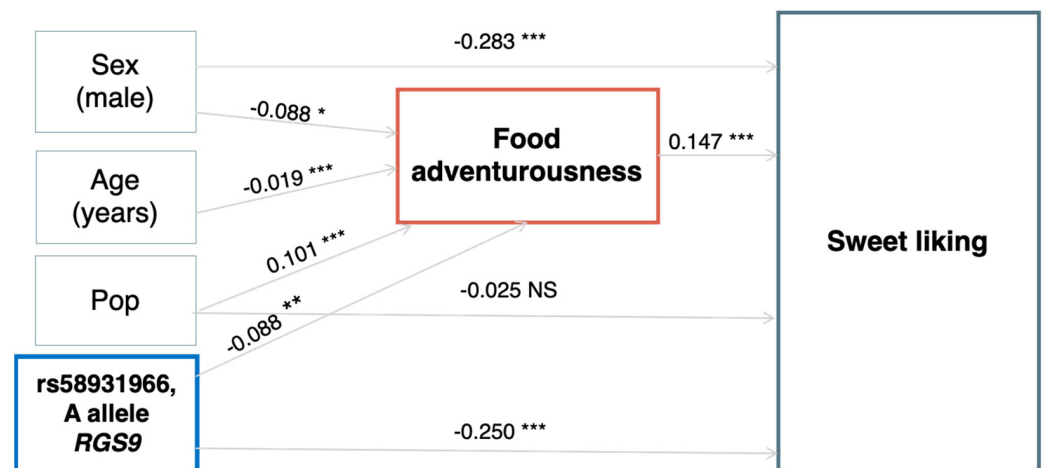 -0.283 ***
Sex
(male)
-0.088 *
Food
adventurousness
0.147 ***
Age
(years)
-0.019 ***
Sweet liking
0.101 ***
Pop
-0.025 NS
-0.088 **
rs58931966,
A allele
RGS9
-0.250 ***